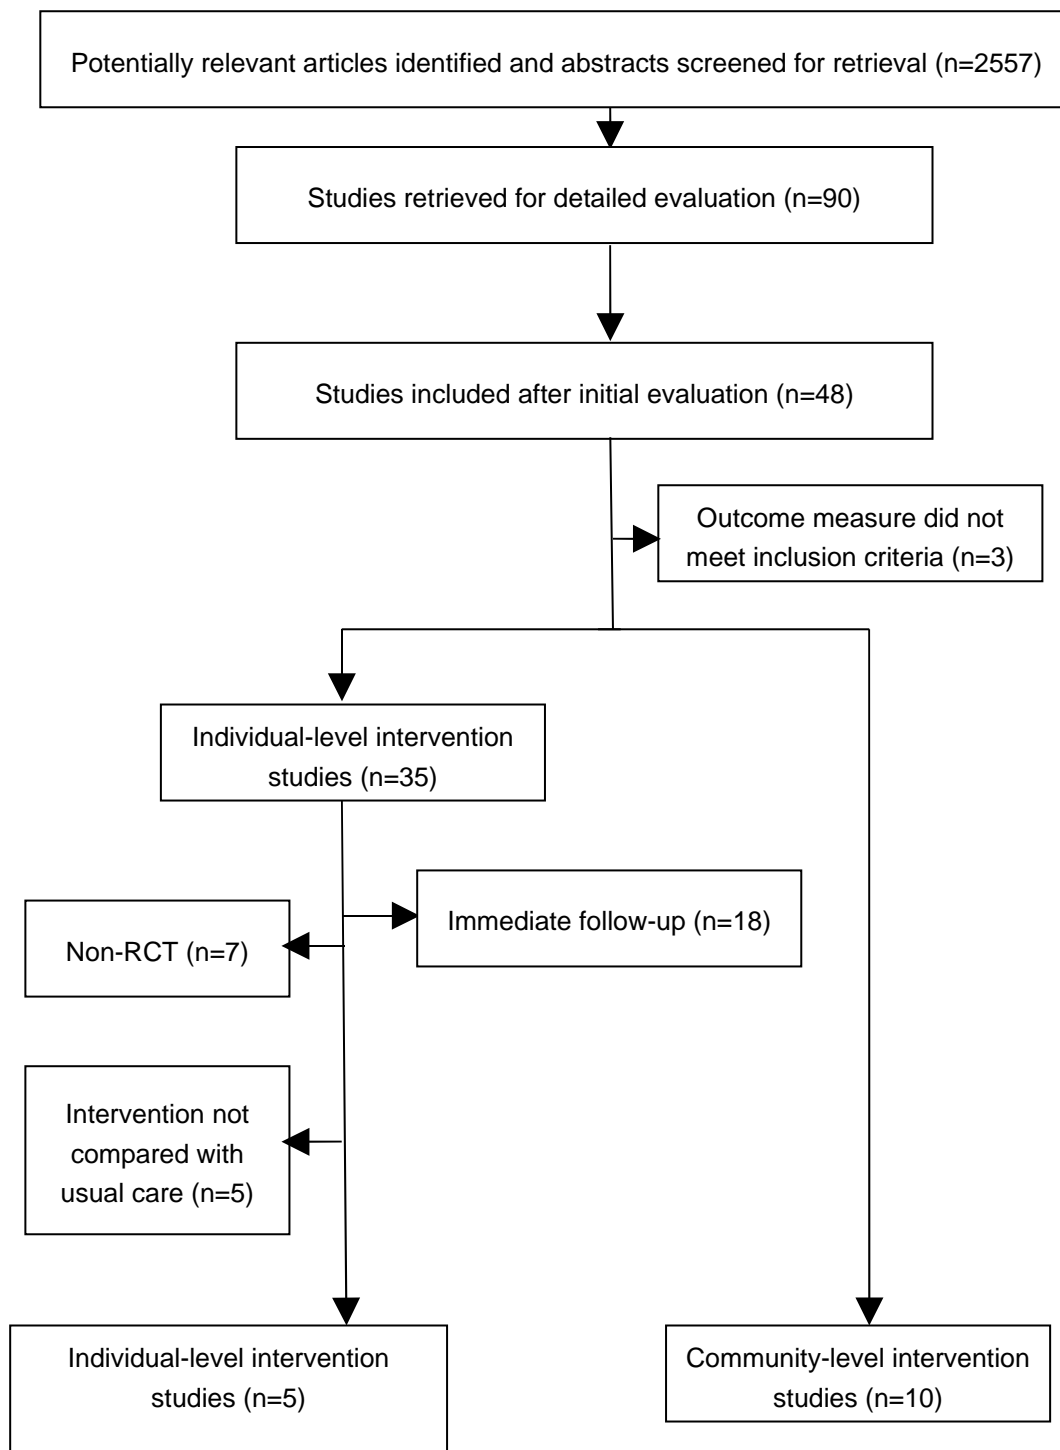 Potentially relevant articles identified and abstracts screened for retrieval (n=2557)
Studies retrieved for detailed evaluation (n=90)
Studies included after initial evaluation (n=48)
Outcome measure did not
meet inclusion criteria (n=3)
Individual-level intervention
studies (n=35)
Immediate follow-up (n=18)
Non-RCT (n=7)
Intervention not
compared with
usual care (n=5)
Individual-level intervention
studies (n=5)
Community-level intervention
studies (n=10)